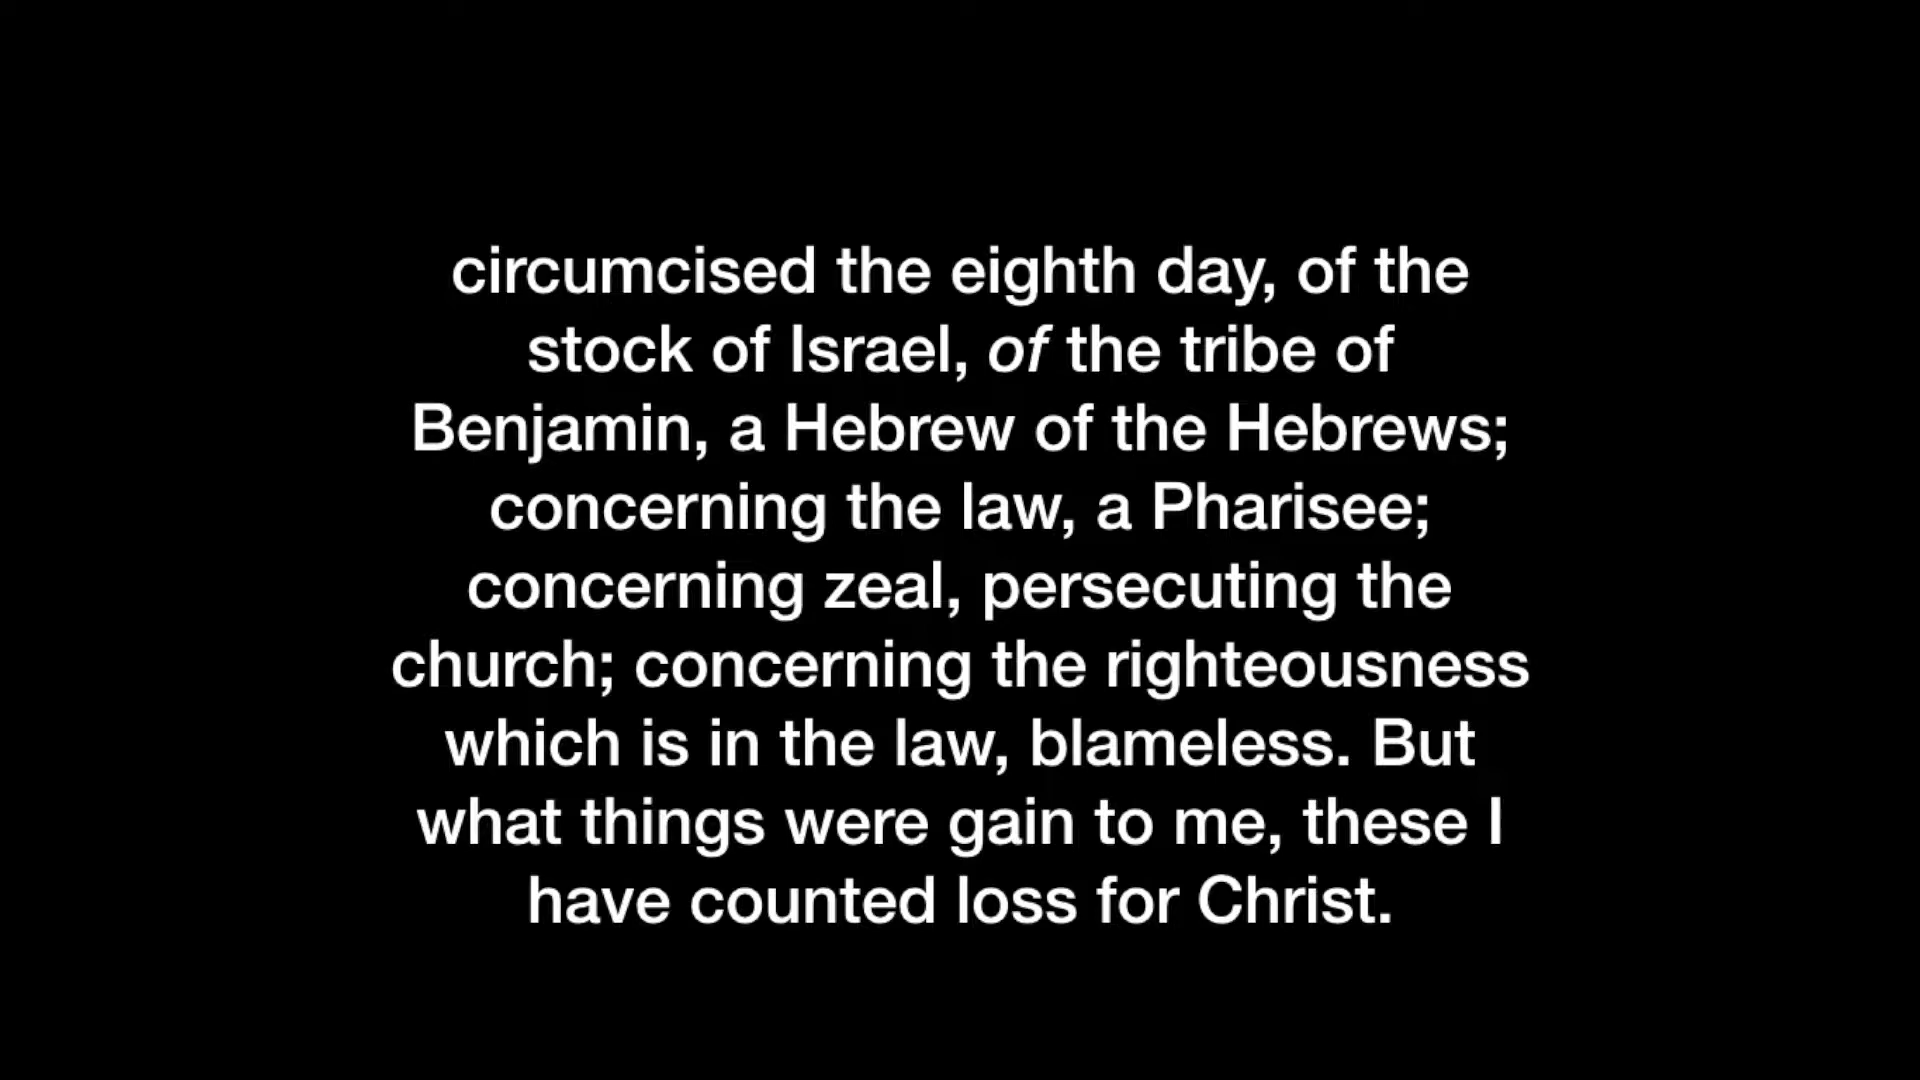 circumcised the eighth day, of the
stock of Israel, of the tribe of
Benjamin, a Hebrew of the Hebrews;
concerning the law, a Pharisee;
concerning zeal, persecuting the
church; concerning the righteousness
which is in the law, blameless. But
what things were gain to me, these I
have counted loss for Christ.